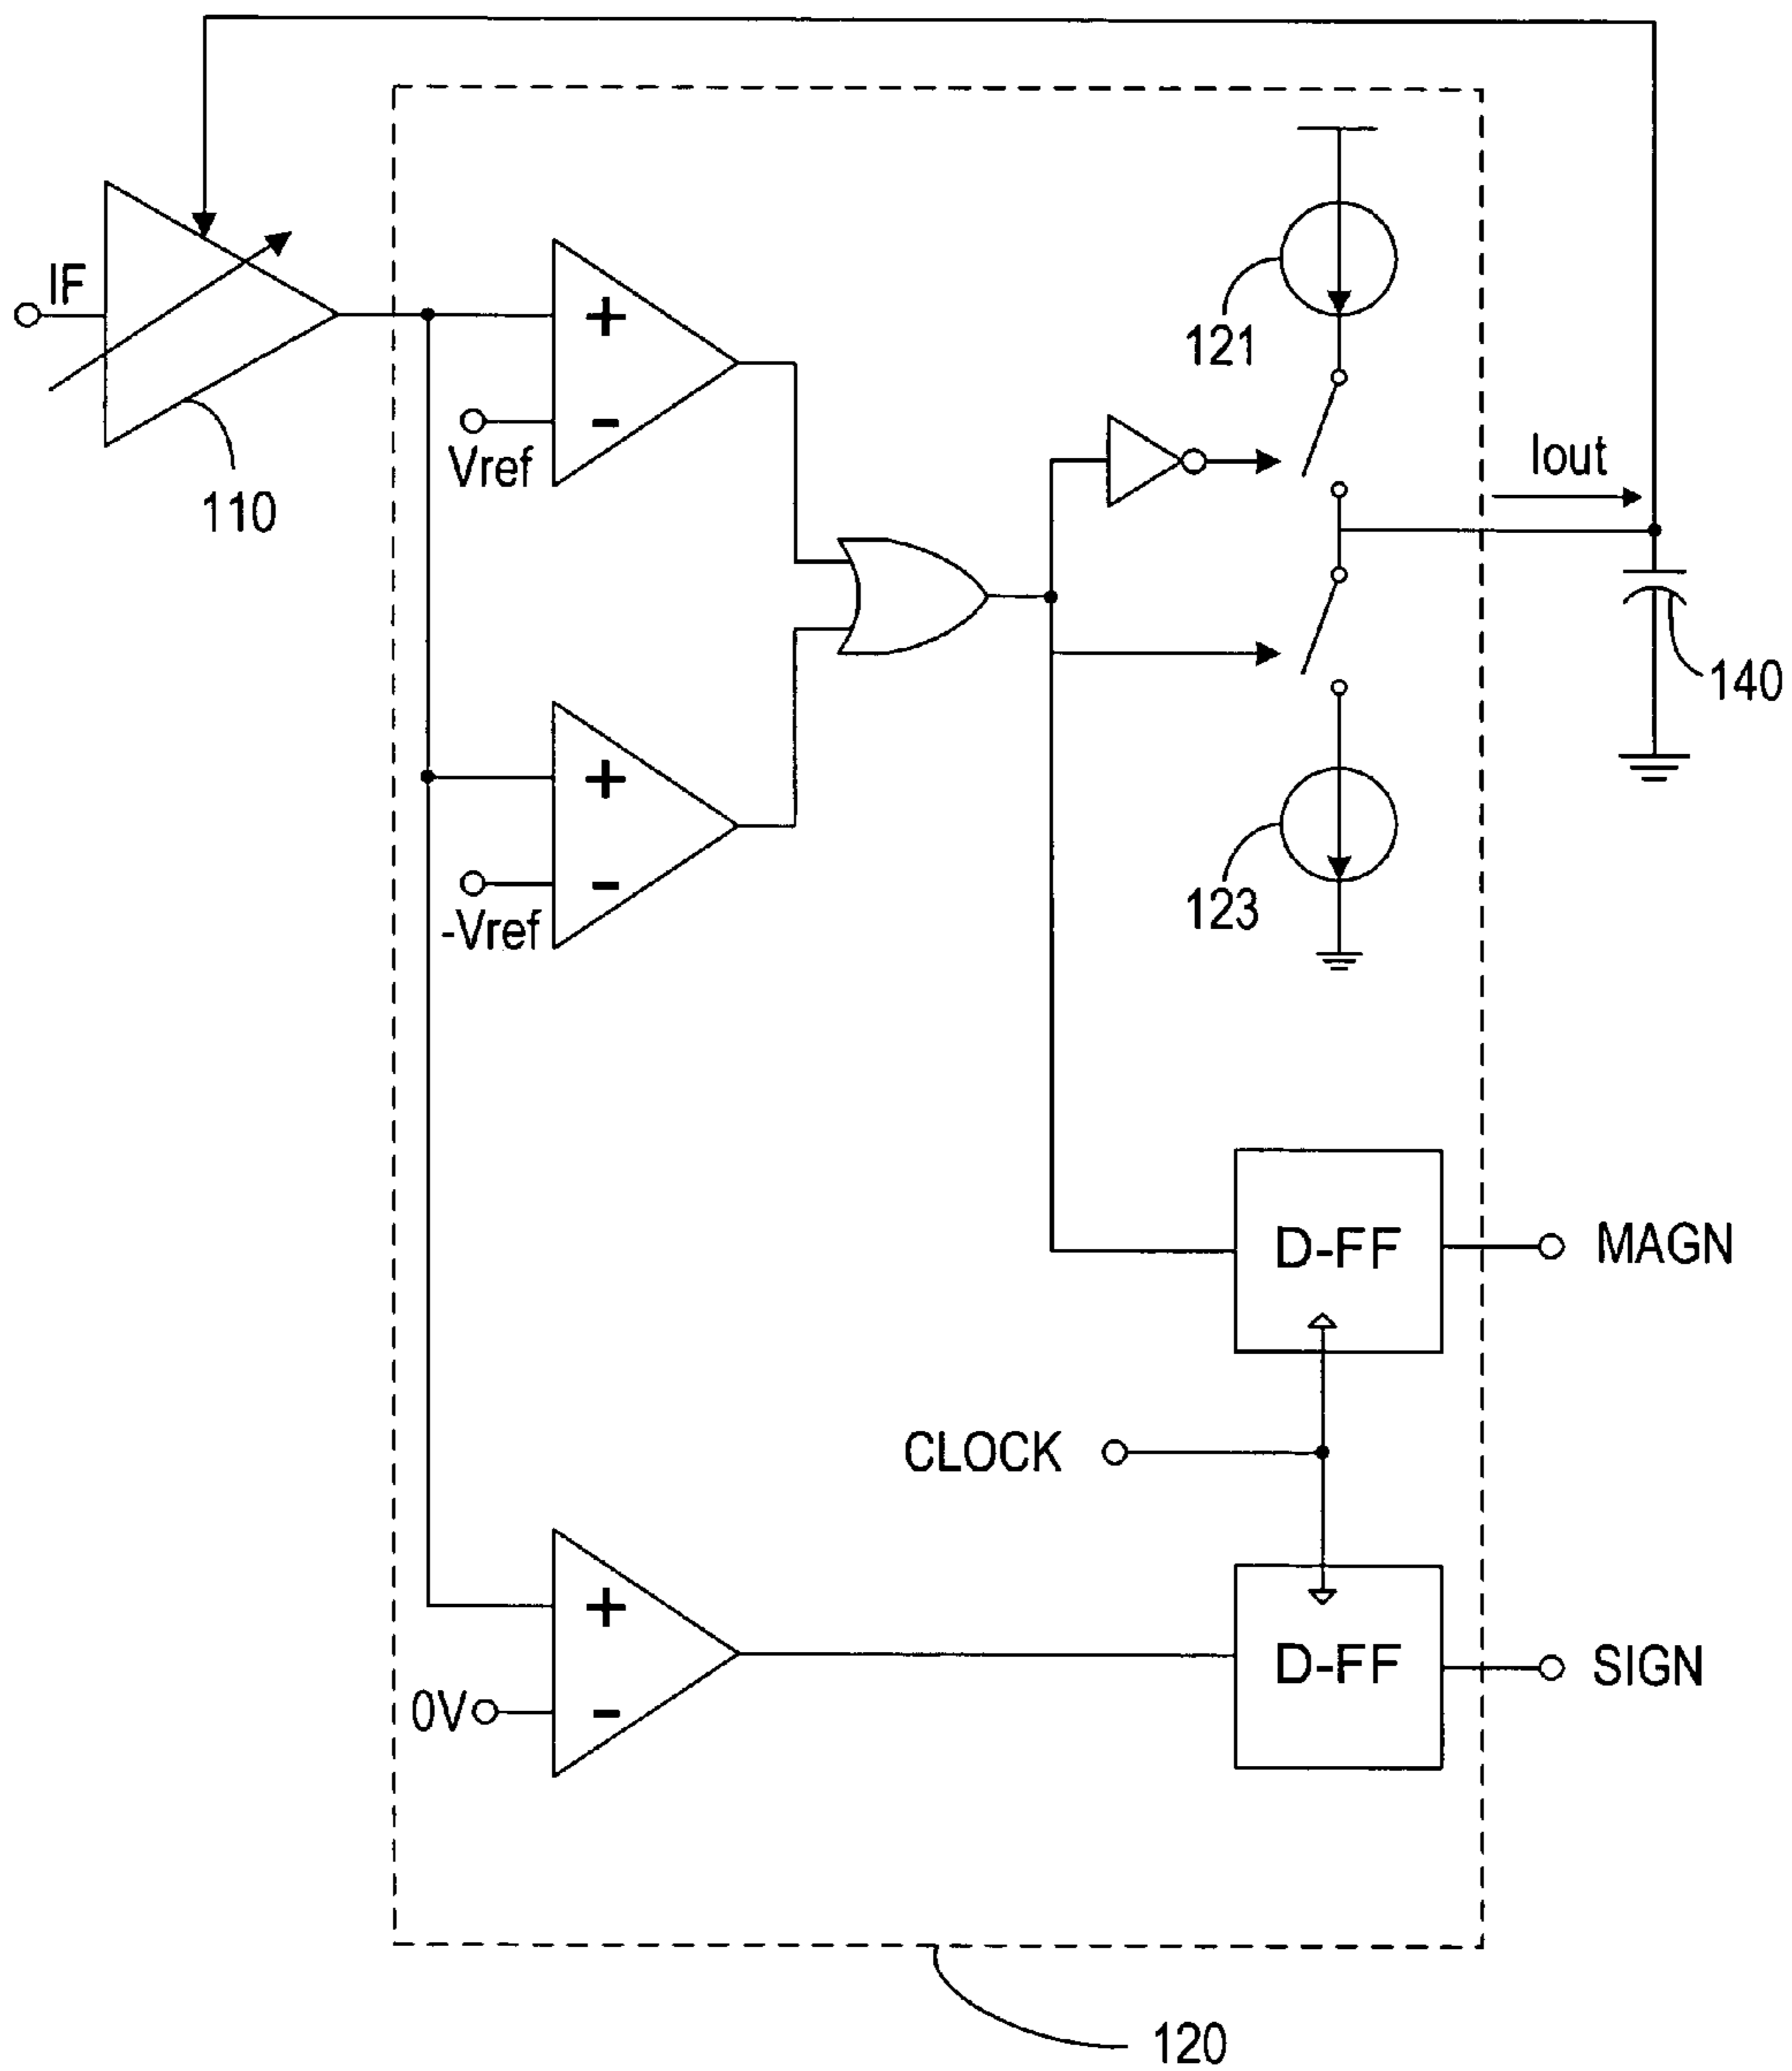 IF
110
+
-
Vref
121
Iout
140
+
-
-Vref
123
D-FF
MAGN
CLOCK
+
-
0V
D-FF
SIGN
120